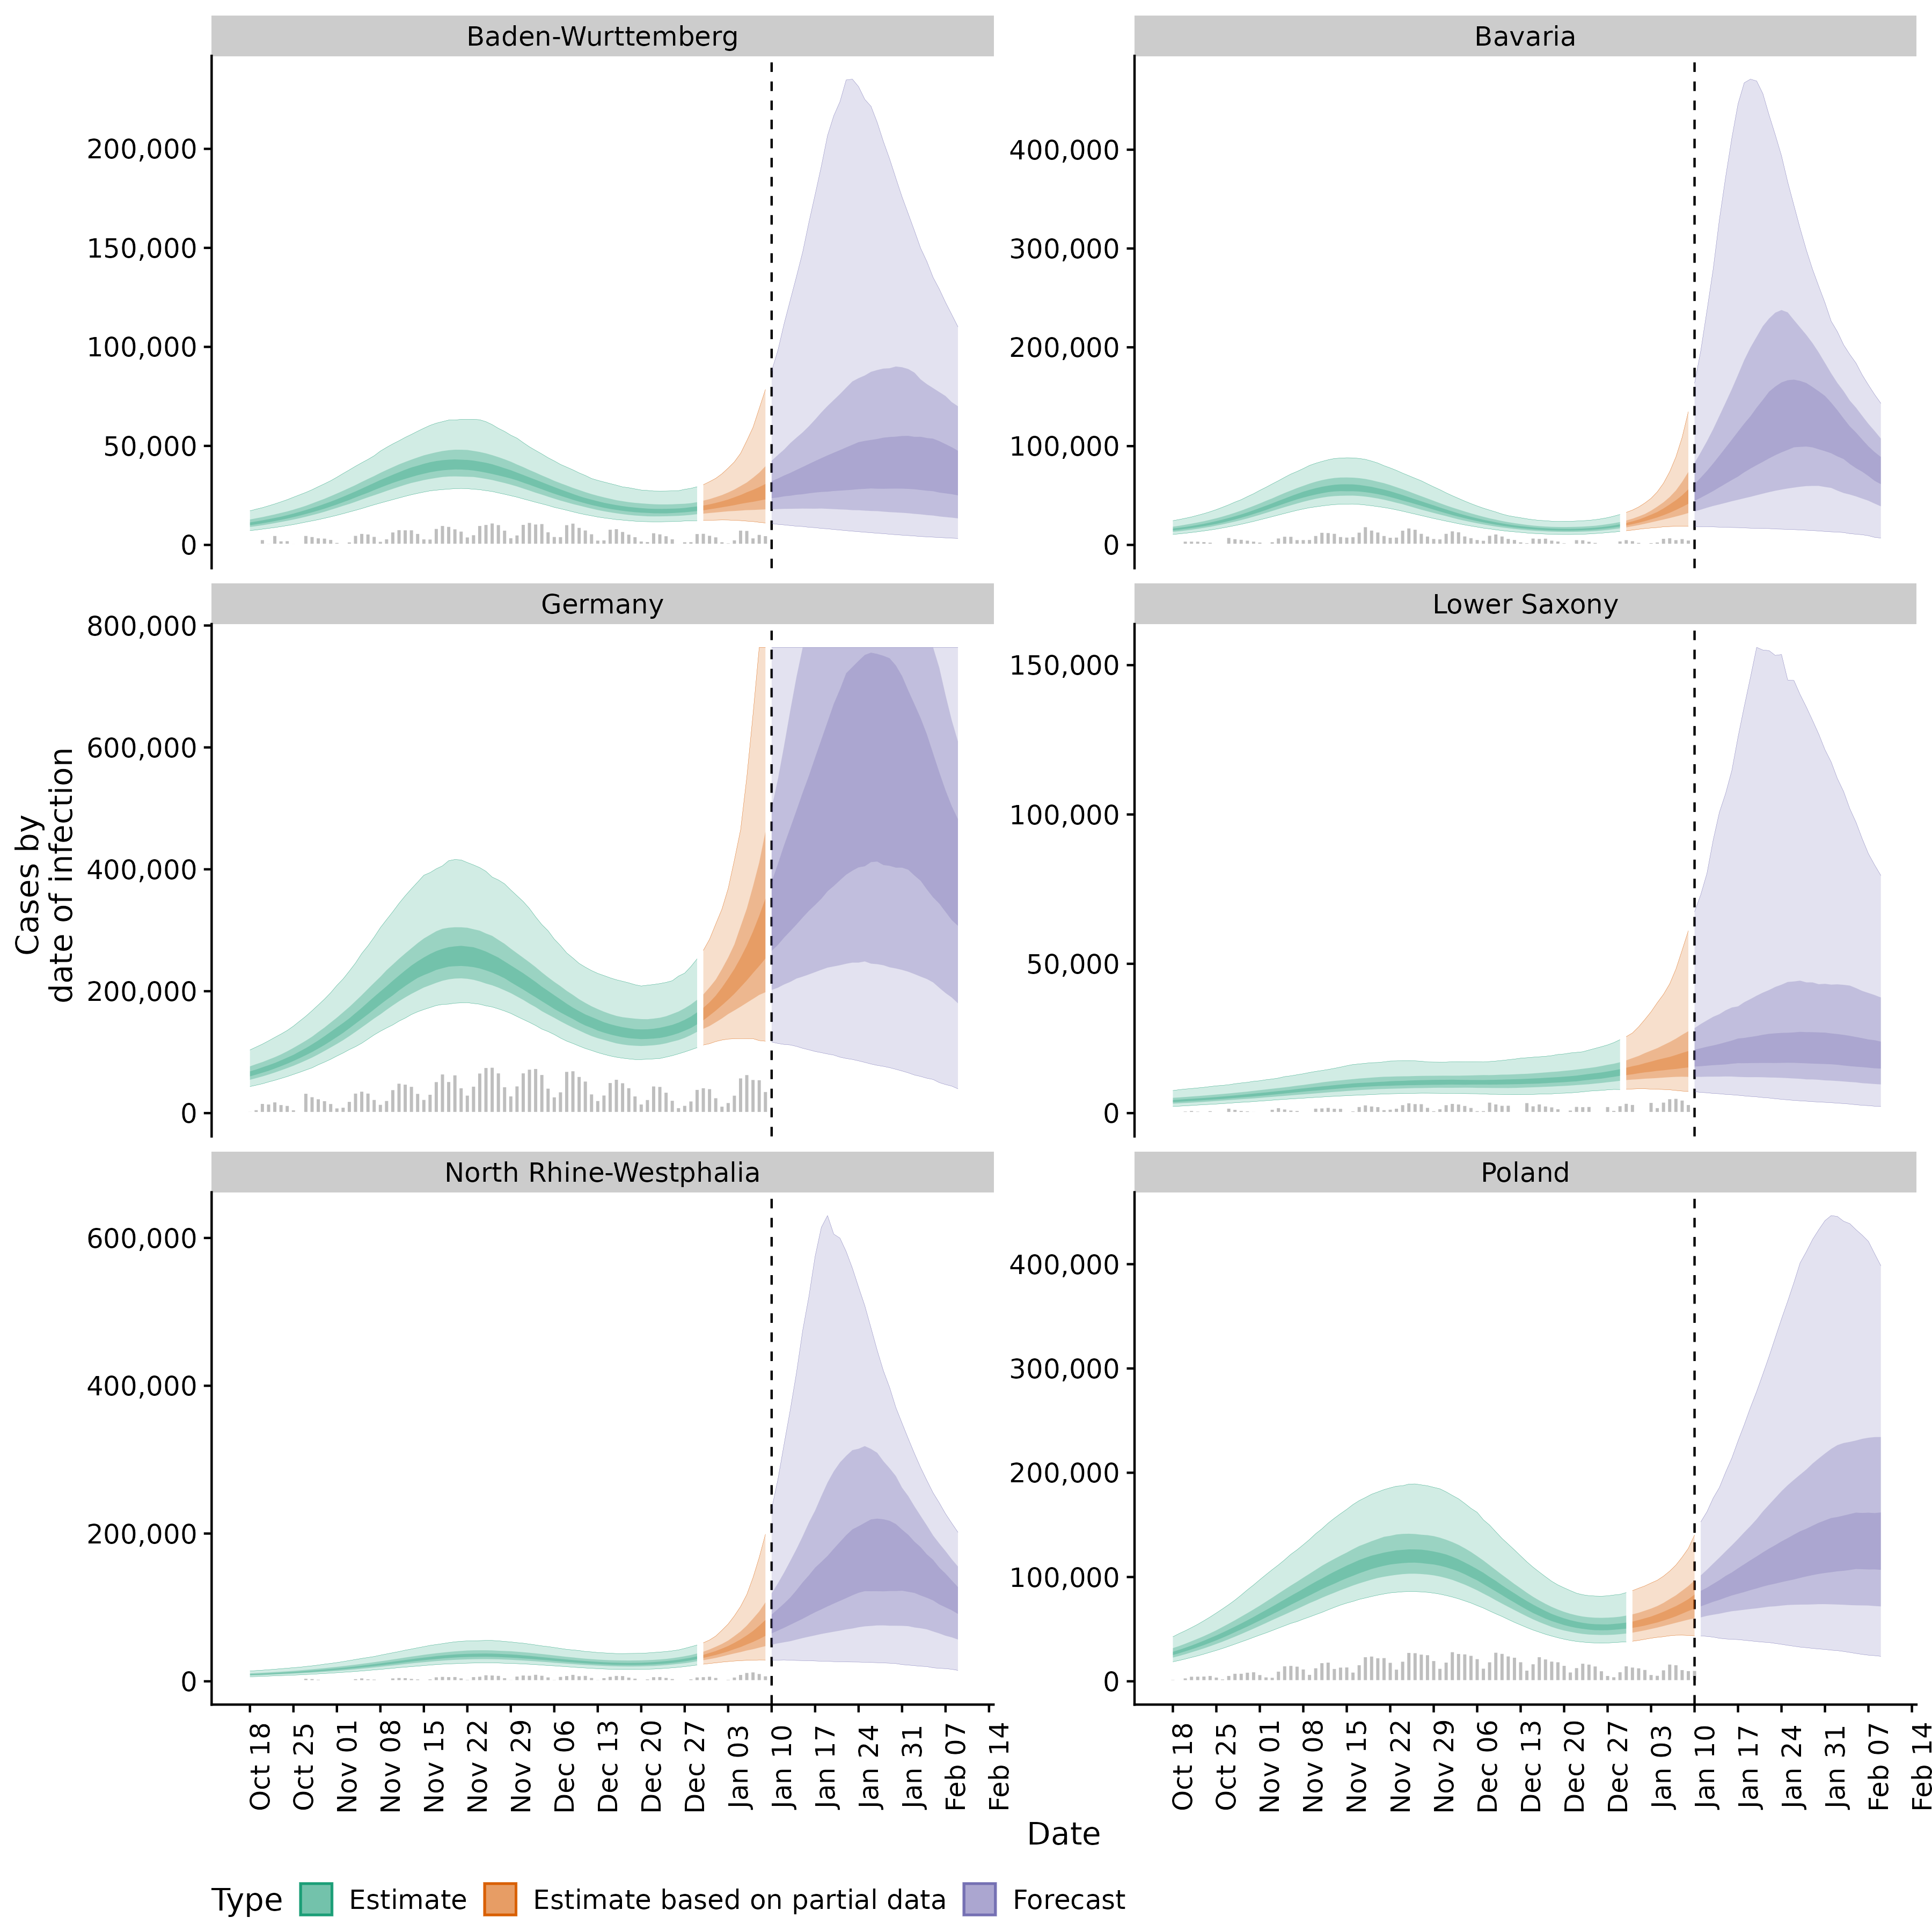 Baden-Wurttemberg
Bavaria
200,000
150,000
100,000
50,000
0
400,000
300,000
200,000
100,000
0
Germany
Lower Saxony
800,000
600,000
400,000
200,000
0
150,000
100,000
50,000
0
Cases by
date of infection
North Rhine-Westphalia
Poland
600,000
400,000
200,000
0
400,000
300,000
200,000
100,000
0
Oct 18
Oct 25
Nov 01
Nov 08
Nov 15
Nov 22
Nov 29
Dec 06
Dec 13
Dec 20
Dec 27
Jan 03
Jan 10
Jan 17
Jan 24
Jan 31
Feb 07
Feb 14
Oct 18
Oct 25
Nov 01
Nov 08
Nov 15
Nov 22
Nov 29
Dec 06
Dec 13
Dec 20
Dec 27
Jan 03
Jan 10
Jan 17
Jan 24
Jan 31
Feb 07
Feb 14
Date
Type Estimate Estimate based on partial data Forecast